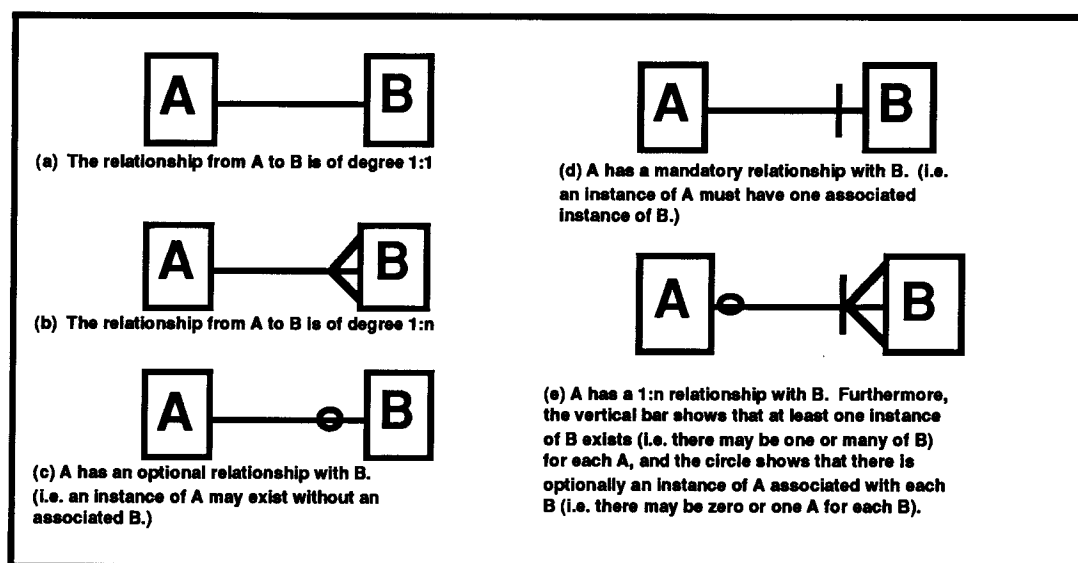 A B
(a) The relationship from A to B is of degree 1:1
A B
(b) The relationship from A to B is of degree 1:n
A B
(c) A has an optional relationship with B.
(i.e. an instance of A may exist without an
associated B.)
A B
(d) A has a mandatory relationship with B. (i.e.
an instance of A must have one associated
instance of B.)
A B
(e) A has a 1:n relationship with B. Furthermore,
the vertical bar shows that at least one instance
of B exists (i.e. there may be one or many of B)
for each A, and the circle shows that there is
optionally an instance of A associated with each
B (i.e. there may be zero or one A for each B).